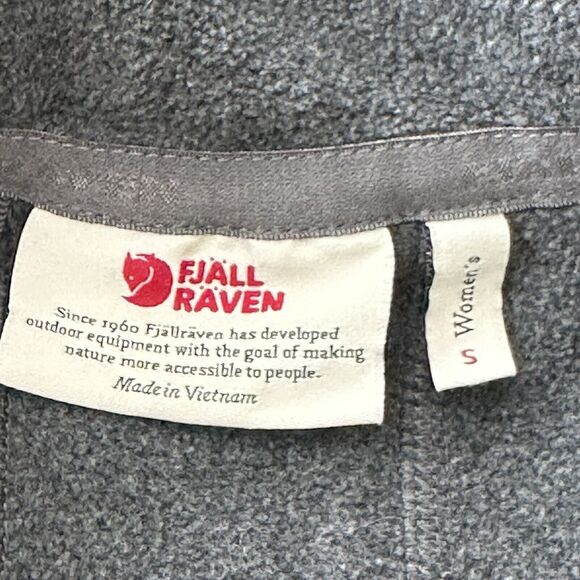 FJÄLL
RÄVEN
Since 1960 Fjällräven has developed
outdoor equipment with the goal of making
nature more accessible to people.
Made in Vietnam
Women's
S